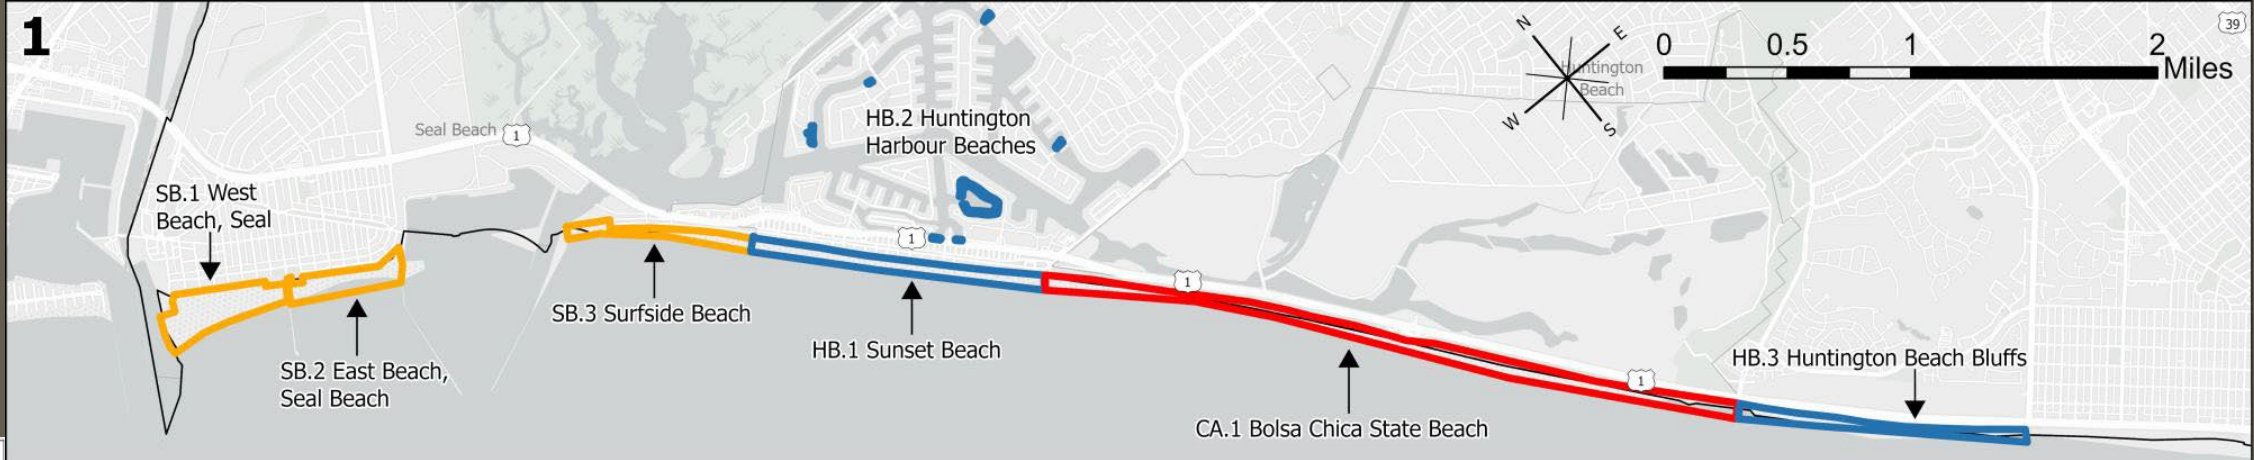 1
N
E
W
S
0 0.5 1 2
Miles
39
Huntington
Beach
HB.2 Huntington
Harbour Beaches
Seal Beach
1
SB.1 West
Beach, Seal
1
1
SB.3 Surfside Beach
HB.1 Sunset Beach
SB.2 East Beach,
Seal Beach
HB.3 Huntington Beach Bluffs
1
CA.1 Bolsa Chica State Beach